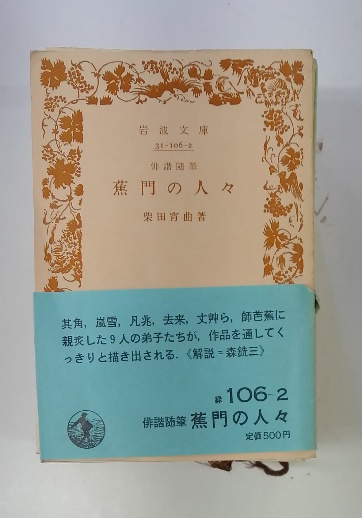 岩波文庫
31-106-2
俳諧随筆
蕉門の人々
柴田宵曲著
其角，嵐雪，凡兆，去来，丈艸ら，師芭蕉に
親炙した9人の弟子たちが，作品を通してく
っきりと描き出される．《解説＝森銑三》
緑106-2
俳諧随筆 蕉門の人々
定価500円